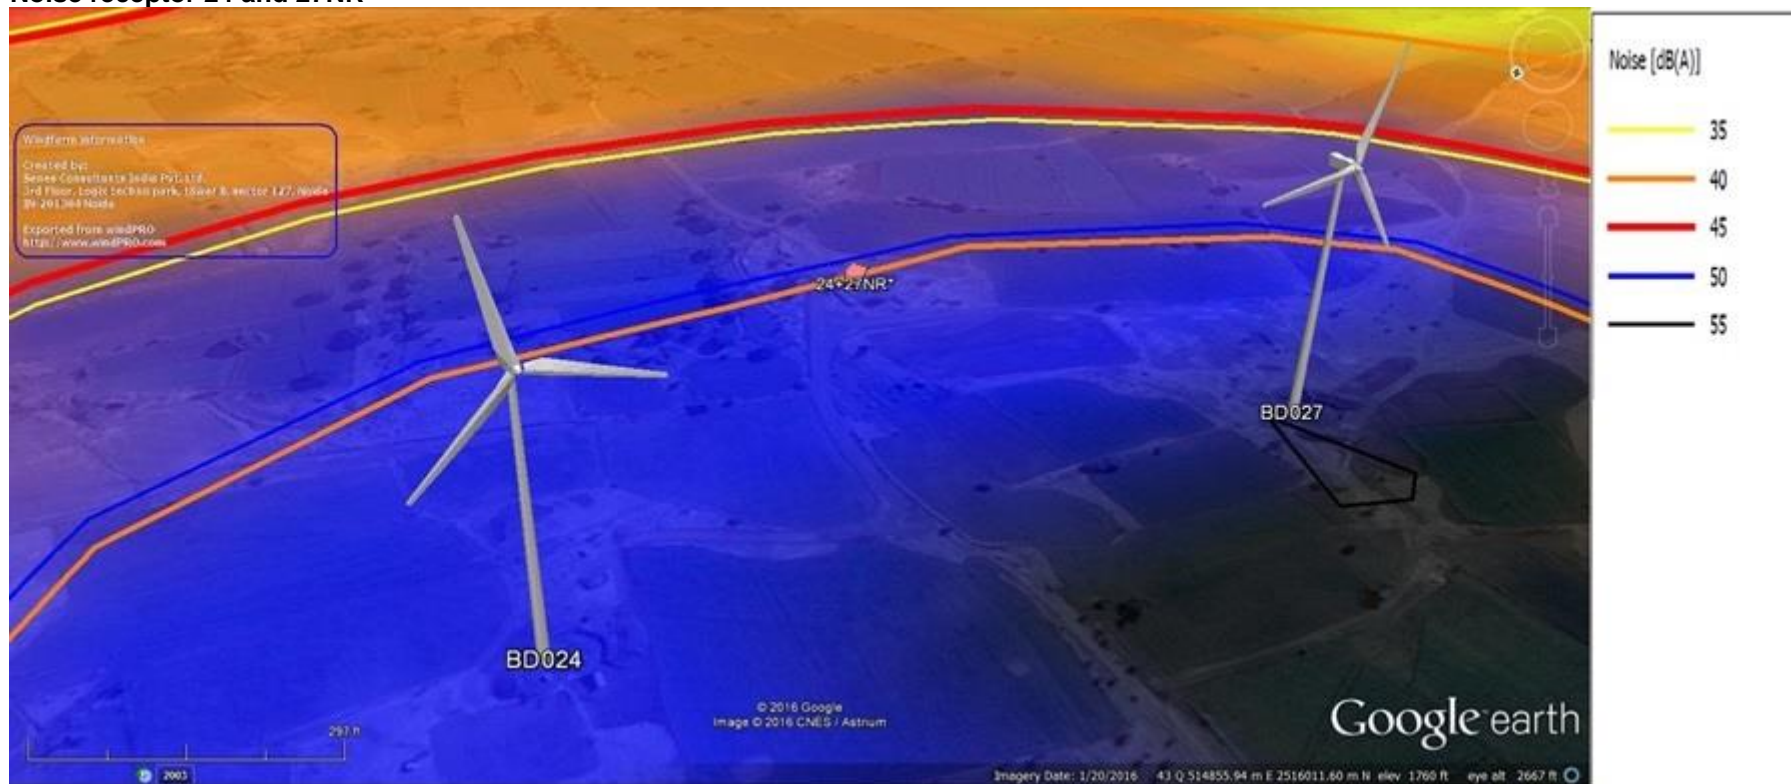 Noise receptor 24 and 27NR
Windfarm information
Created by:
Senes Consultants India Pvt. Ltd.
3rd Floor, Logix techno park, tower B, sector 127, Noida
IN-201304 Noida
Exported from windPRO
http://www.windPRO.com
24+27NR*
BD027
BD024
297 ft
2003
© 2016 Google
Image © 2016 CNES / Astrium
Google earth
Imagery Date: 1/20/2016 43 Q 514855.94 m E 2516011.60 m N elev 1760 ft eye alt 2667 ft
Noise [dB(A)]
35
40
45
50
55